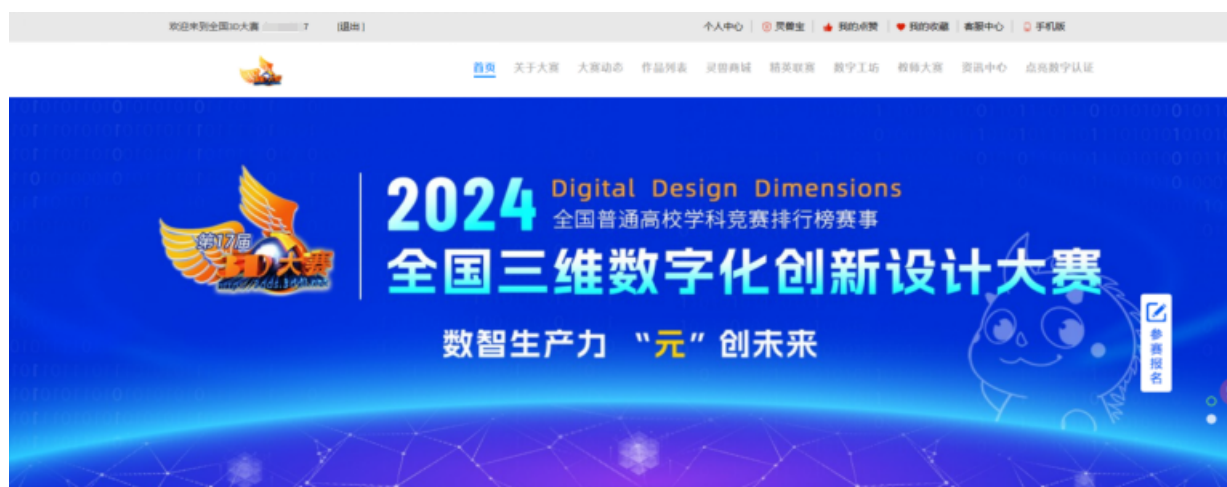 欢迎来到全国3D大赛 7 [退出]
个人中心 灵兽宝 我的点赞 我的收藏 客服中心 手机版
首页 关于大赛 大赛动态 作品列表 灵兽商城 精英联赛 数字工坊 教师大赛 资讯中心 点亮数字认证
第17届
3D大赛
2024 Digital Design Dimensions
全国普通高校学科竞赛排行榜赛事
全国三维数字化创新设计大赛
数智生产力 “元”创未来
参赛报名